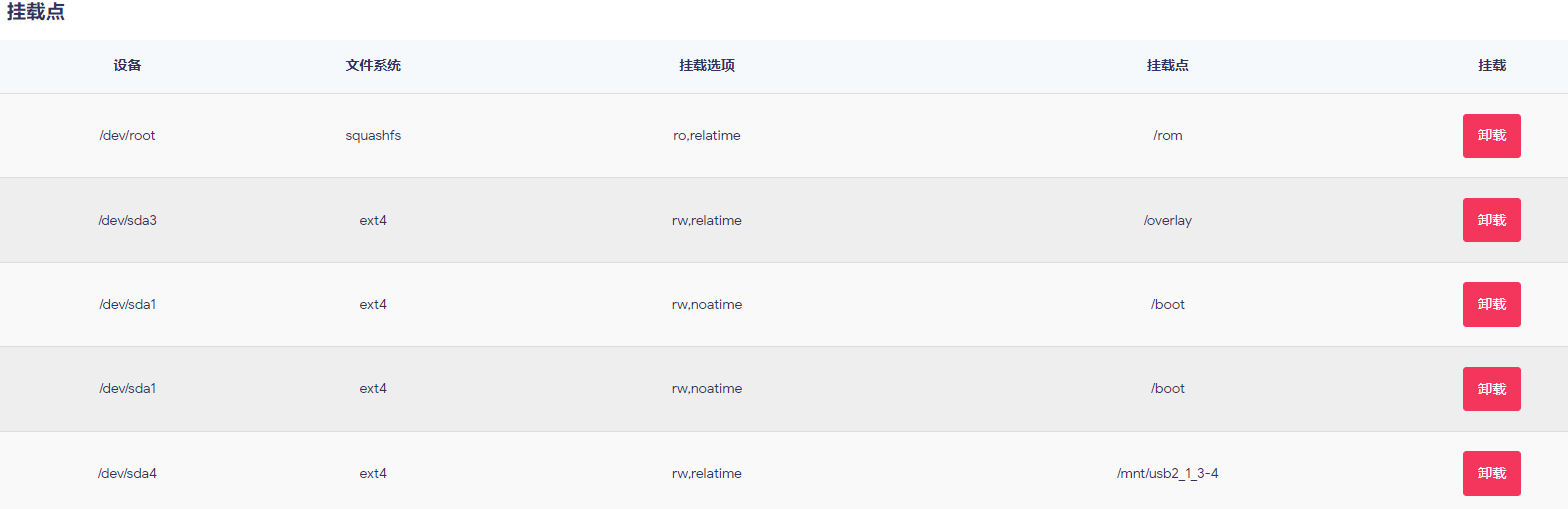 挂载点
设备 文件系统 挂载选项 挂载点 挂载
/dev/root squashfs ro,relatime /rom 卸载
/dev/sda3 ext4 rw,relatime /overlay 卸载
/dev/sda1 ext4 rw,noatime /boot 卸载
/dev/sda1 ext4 rw,noatime /boot 卸载
/dev/sda4 ext4 rw,relatime /mnt/usb2_1_3-4 卸载